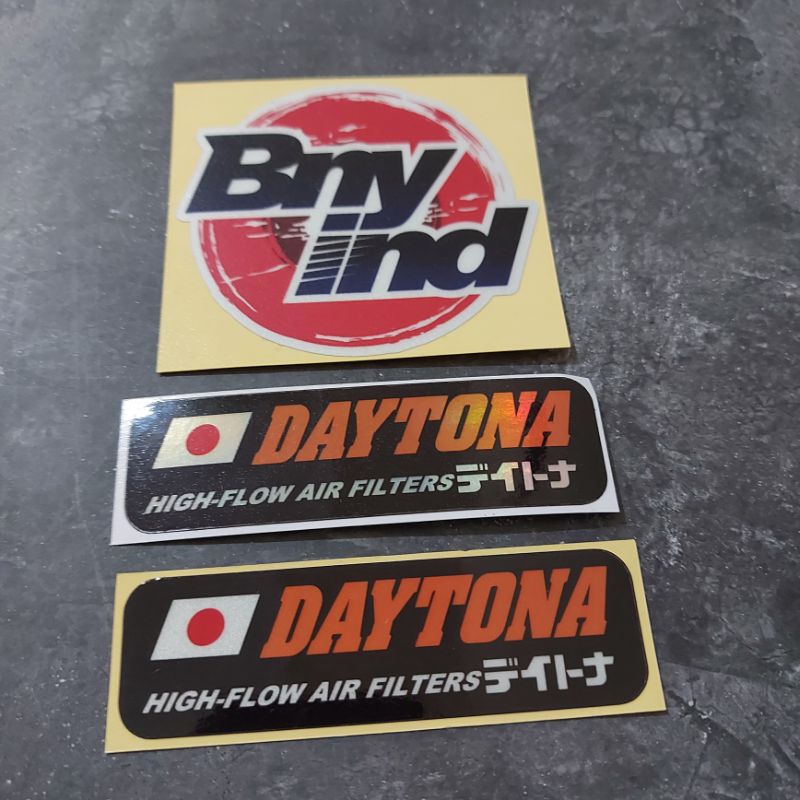 Bny
ind
DAYTONA
HIGH-FLOW AIR FILTERS デイトナ
DAYTONA
HIGH-FLOW AIR FILTERS デイトナ